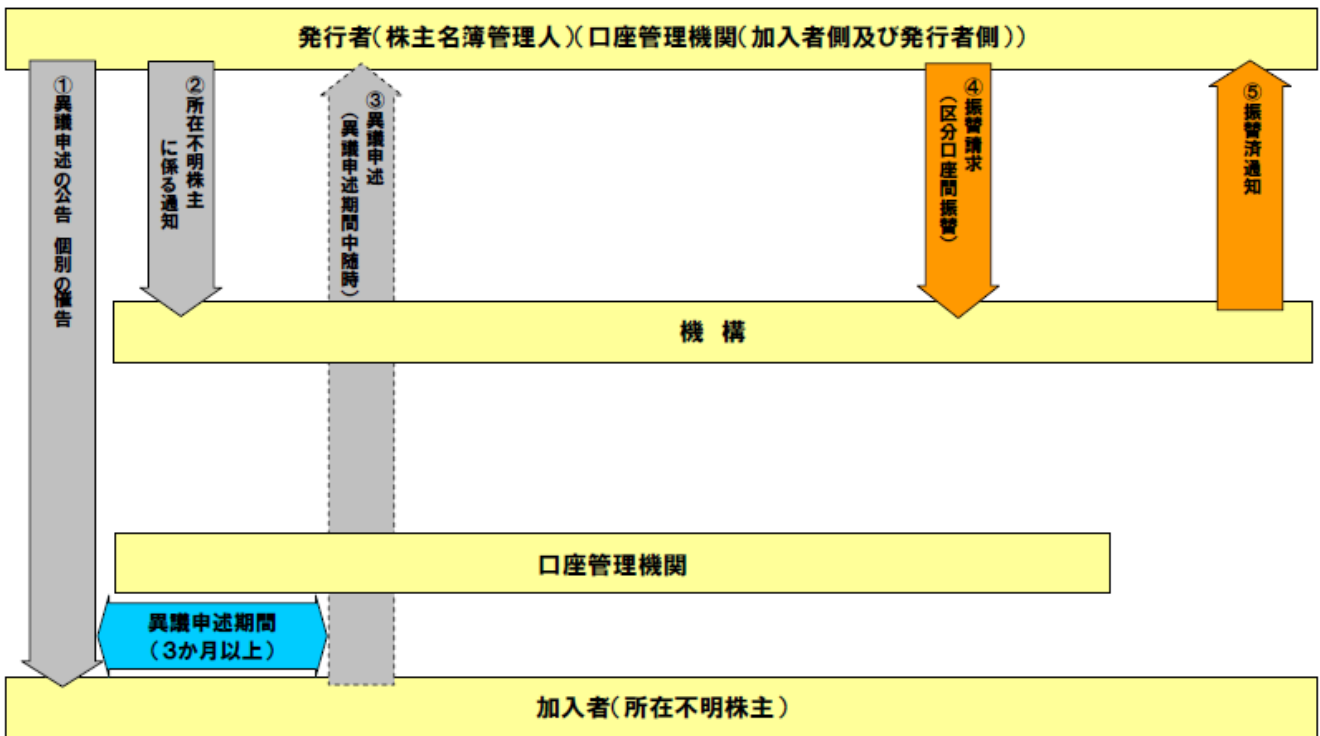 発行者(株主名簿管理人)(口座管理機関(加入者側及び発行者側))
①異議申述の公告 個別の催告
②所在不明株主
に係る通知
③異議申述
(異議申述期間中随時)
④振替請求
(区分口座間振替)
⑤振替済通知
機 構
口座管理機関
異議申述期間
(3か月以上)
加入者(所在不明株主)